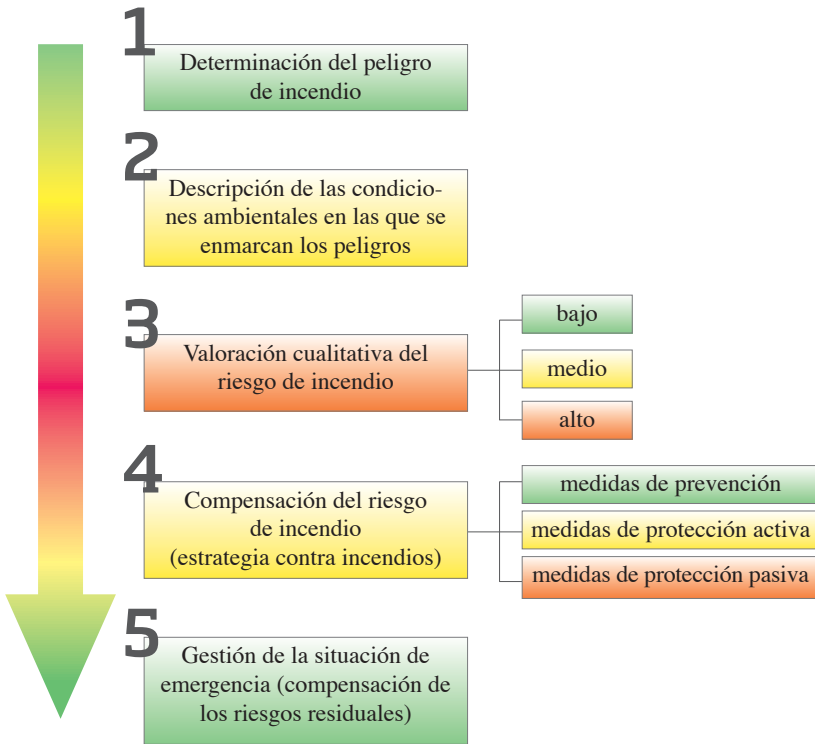 1
Determinación del peligro
de incendio
2
Descripción de las condicio-
nes ambientales en las que se
enmarcan los peligros
3
Valoración cualitativa del
riesgo de incendio
bajo
medio
alto
4
Compensación del riesgo
de incendio
(estrategia contra incendios)
medidas de prevención
medidas de protección activa
medidas de protección pasiva
5
Gestión de la situación de
emergencia (compensación de
los riesgos residuales)